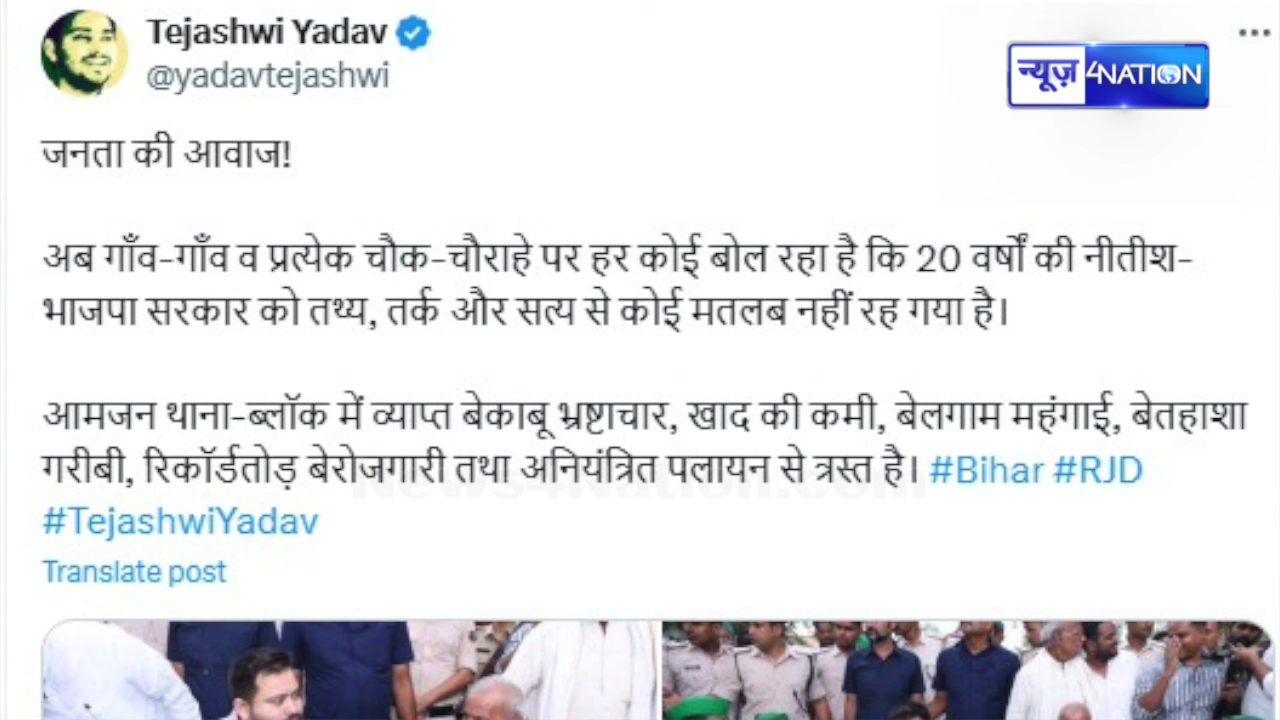 Tejashwi Yadav
@yadavtejashwi
न्यूज़ 4NATION
जनता की आवाज!
अब गाँव-गाँव व प्रत्येक चौक-चौराहे पर हर कोई बोल रहा है कि 20 वर्षों की नीतीश-
भाजपा सरकार को तथ्य, तर्क और सत्य से कोई मतलब नहीं रह गया है।
आमजन थाना-ब्लॉक में व्याप्त बेकाबू भ्रष्टाचार, खाद की कमी, बेलगाम महंगाई, बेतहाशा
गरीबी, रिकॉर्डतोड़ बेरोजगारी तथा अनियंत्रित पलायन से त्रस्त है। #Bihar #RJD
News4Nation.com
#TejashwiYadav
Translate post